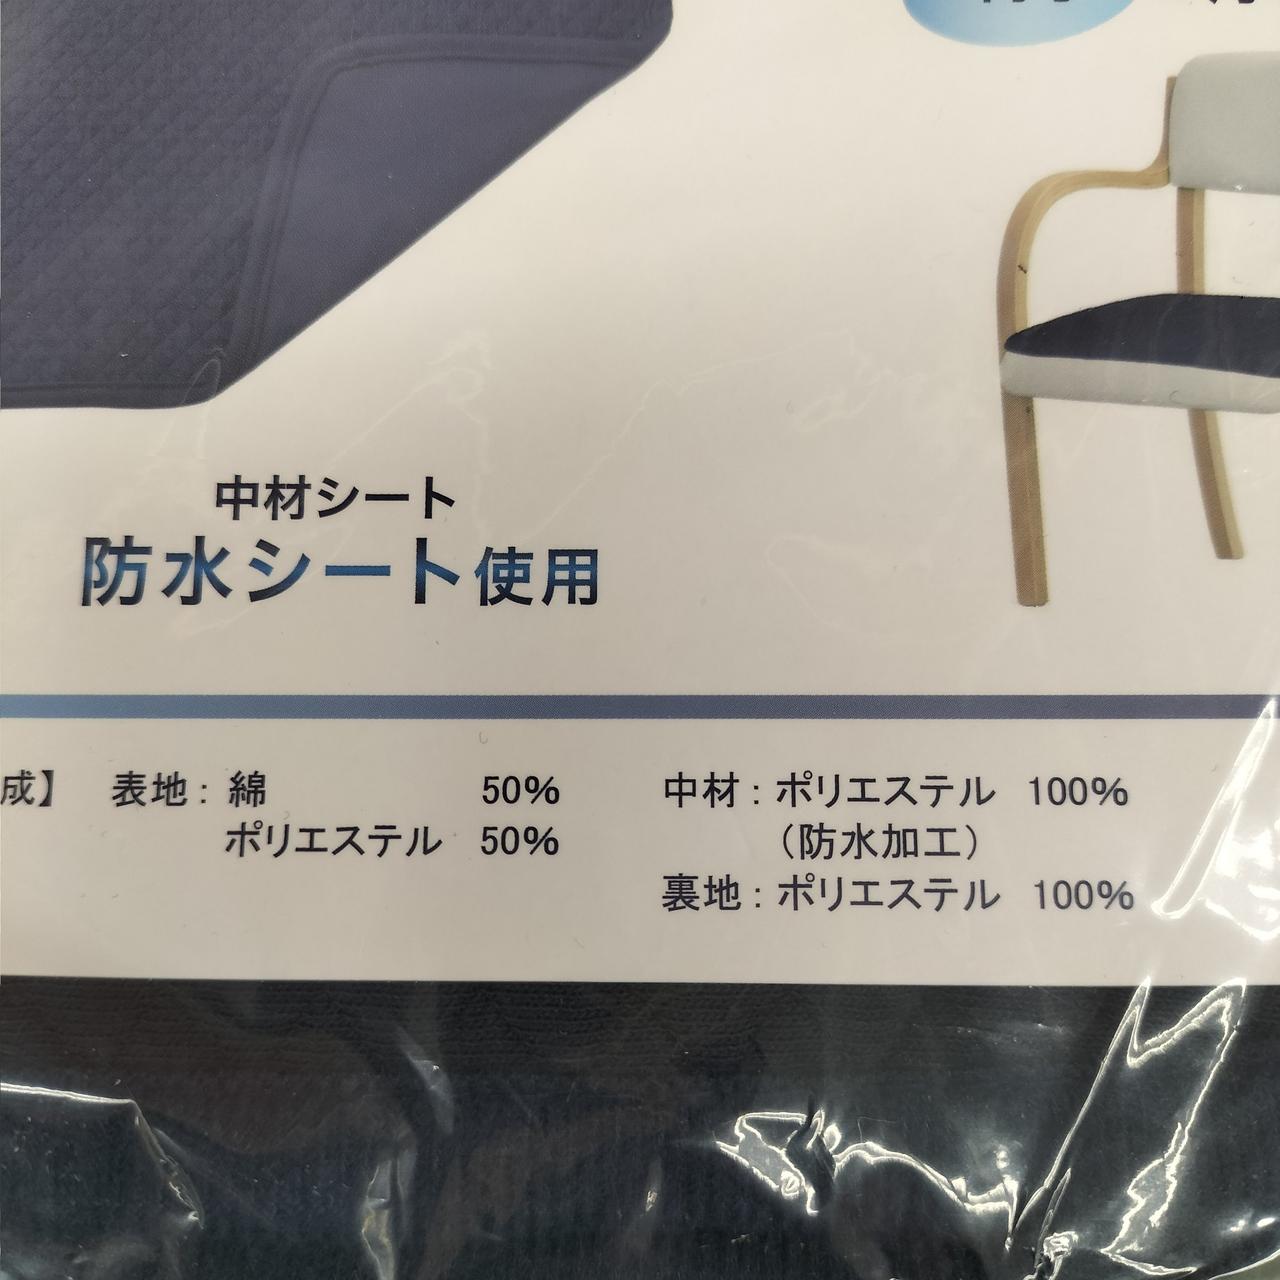 中材シート
防水シート使用
成】 表地 : 綿 50%
ポリエステル 50%
中材 : ポリエステル 100%
（防水加工）
裏地 : ポリエステル 100%